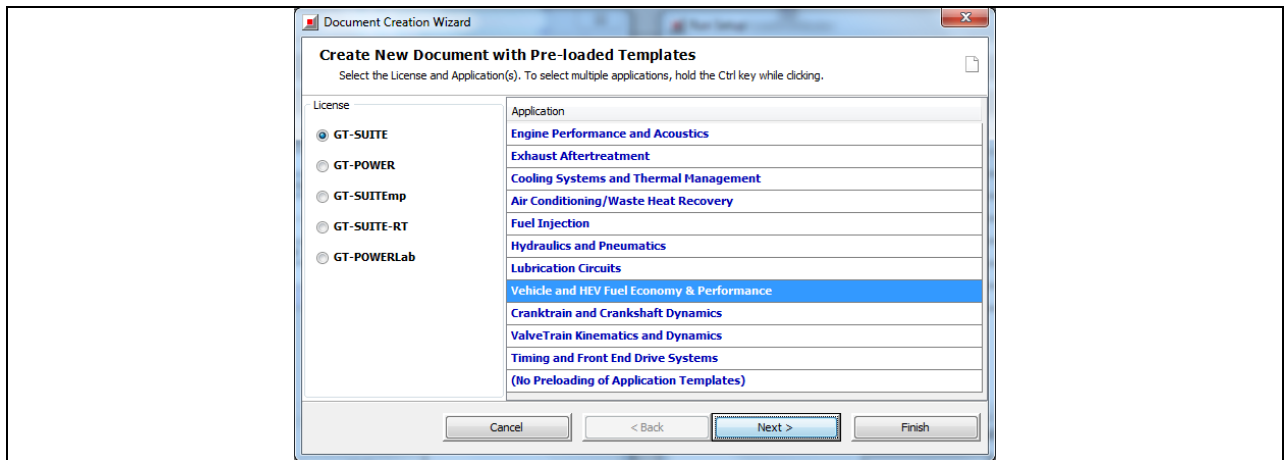 Document Creation Wizard
Create New Document with Pre-loaded Templates
Select the License and Application(s). To select multiple applications, hold the Ctrl key while clicking.
License
GT-SUITE
GT-POWER
GT-SUITEmp
GT-SUITE-RT
GT-POWERLab
Application
Engine Performance and Acoustics
Exhaust Aftertreatment
Cooling Systems and Thermal Management
Air Conditioning/Waste Heat Recovery
Fuel Injection
Hydraulics and Pneumatics
Lubrication Circuits
Vehicle and HEV Fuel Economy & Performance
Cranktrain and Crankshaft Dynamics
ValveTrain Kinematics and Dynamics
Timing and Front End Drive Systems
(No Preloading of Application Templates)
Cancel < Back Next > Finish